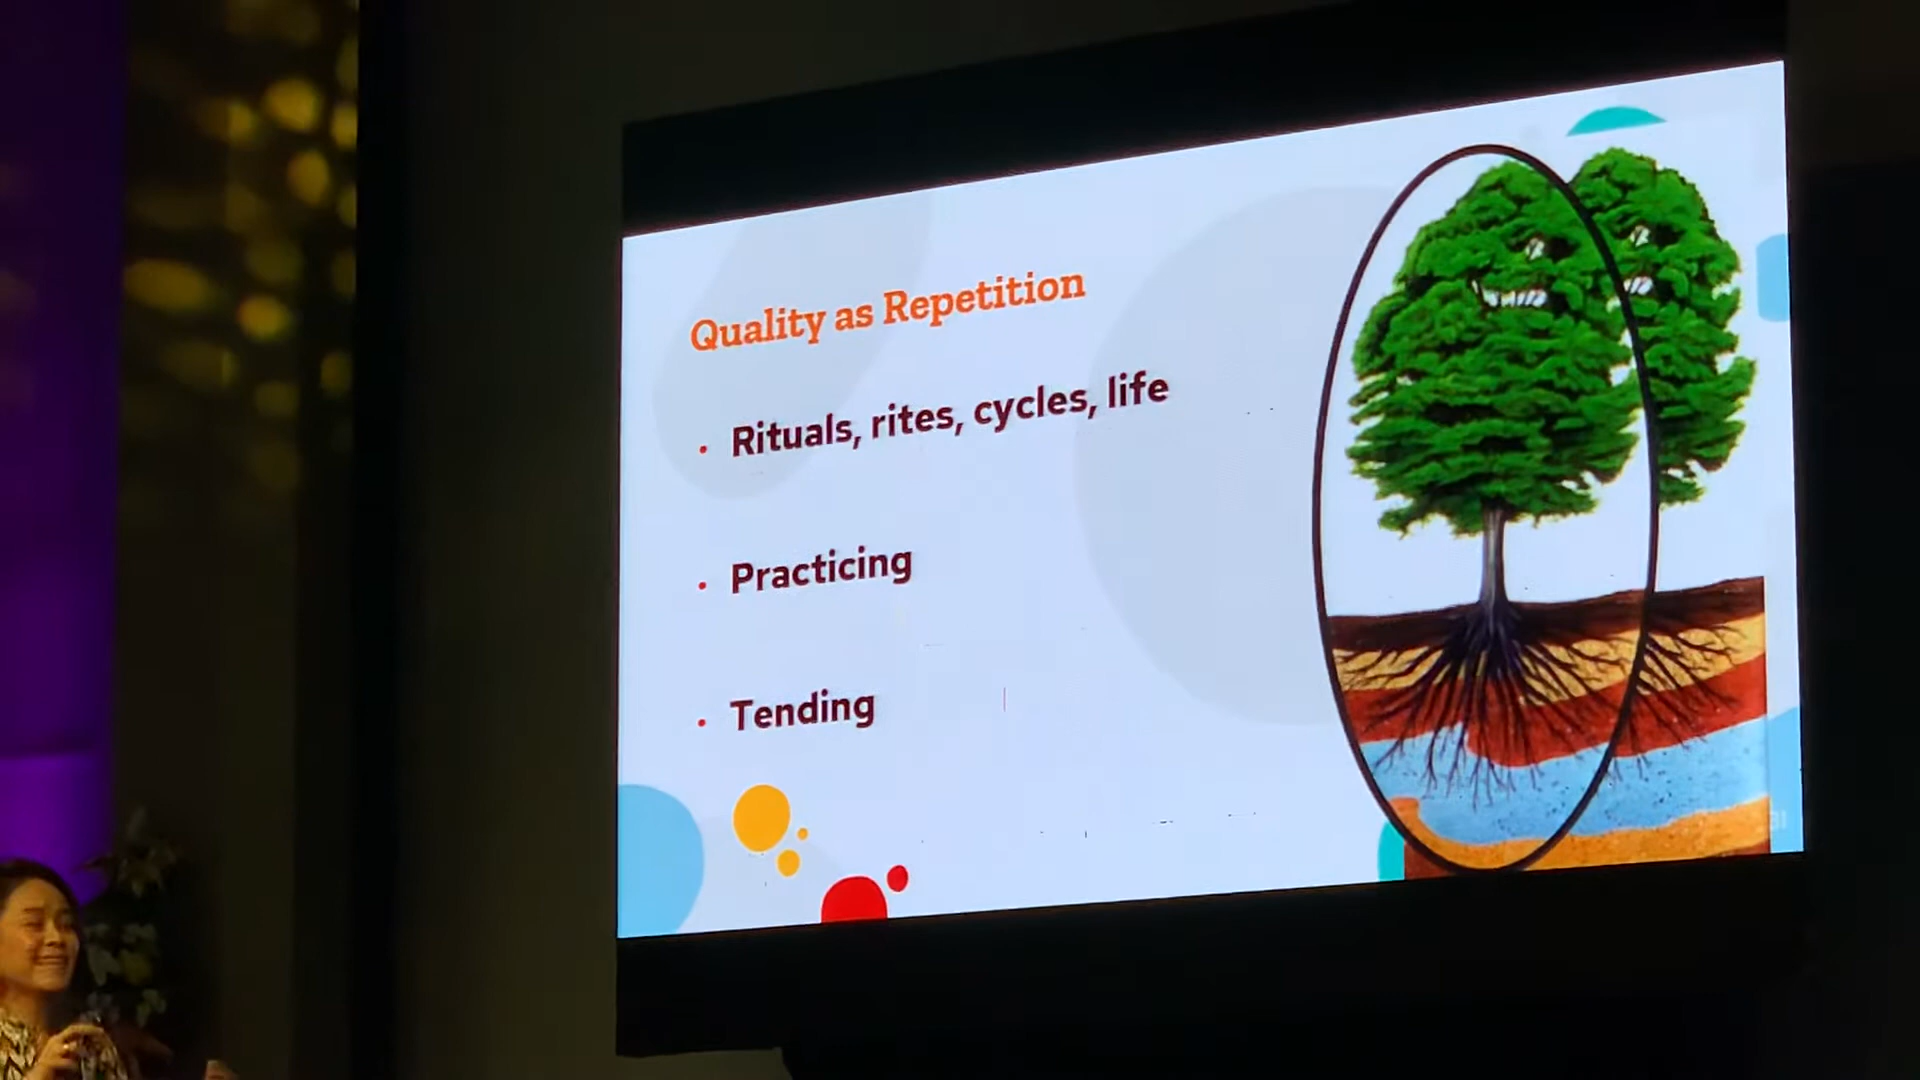 Quality as Repetition
• Rituals, rites, cycles, life
• Practicing
• Tending